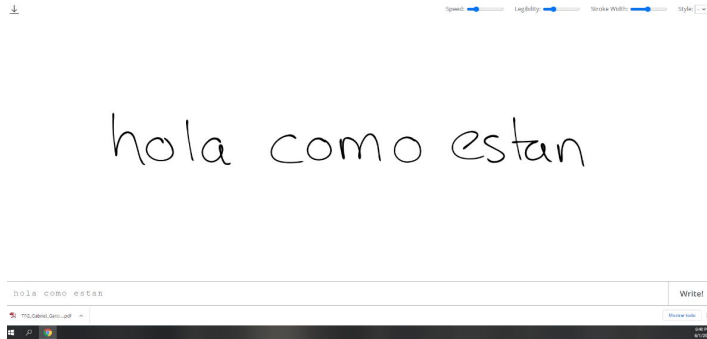 Speed: Legibility: Stroke Width: Style: -
hola como estan
hola como estan Write!
Mostrar todo